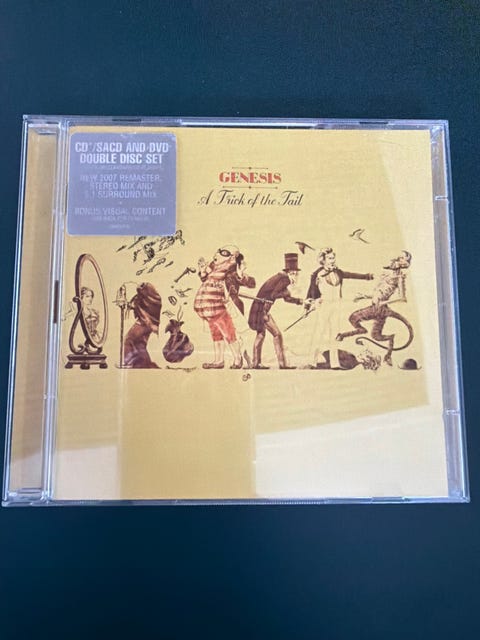 CD*/SACD AND DVD
DOUBLE DISC SET
NEW 2007 REMASTER,
STEREO MIX AND
5.1 SURROUND MIX
BONUS VISUAL CONTENT
GENESIS
A Trick of the Tail